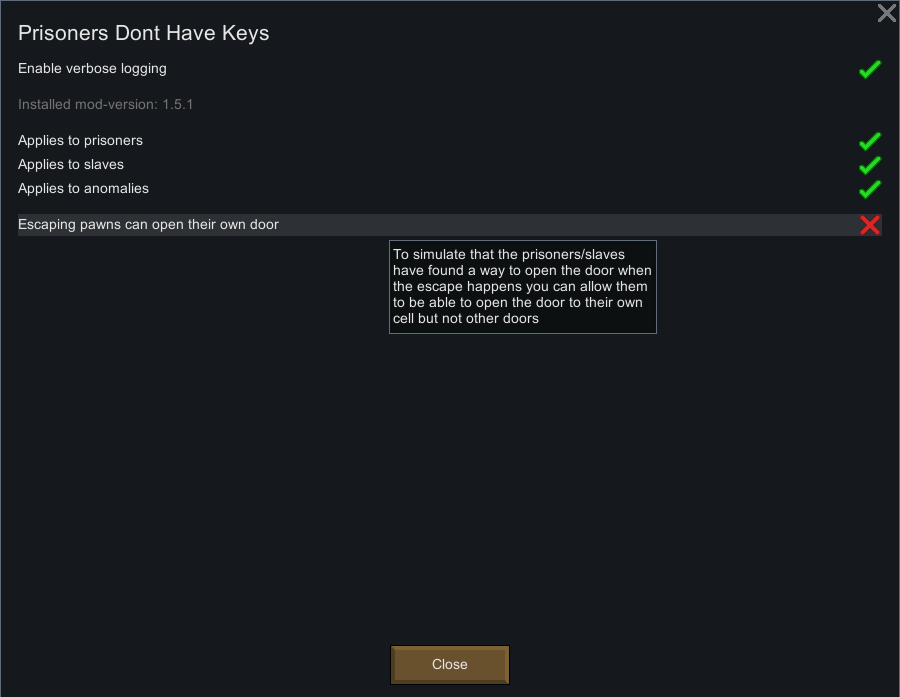 Prisoners Dont Have Keys
Enable verbose logging
Installed mod-version: 1.5.1
Applies to prisoners
Applies to slaves
Applies to anomalies
Escaping pawns can open their own door
To simulate that the prisoners/slaves
have found a way to open the door when
the escape happens you can allow them
to be able to open the door to their own
cell but not other doors
Close